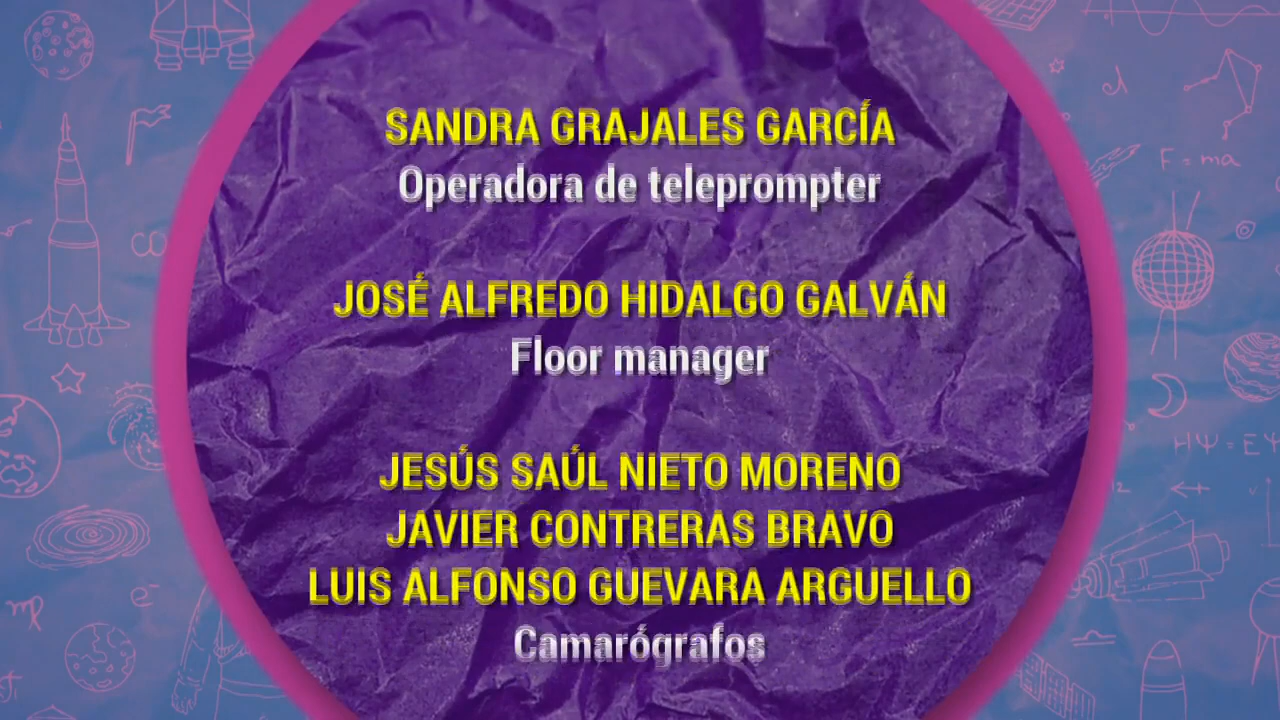 SANDRA GRAJALES GARCÍA
Operadora de teleprompter
JOSÉ ALFREDO HIDALGO GALVÁN
Floor manager
JESÚS SAÚL NIETO MORENO
JAVIER CONTRERAS BRAVO
LUIS ALFONSO GUEVARA ARGUELLO
Camarógrafos
F = ma